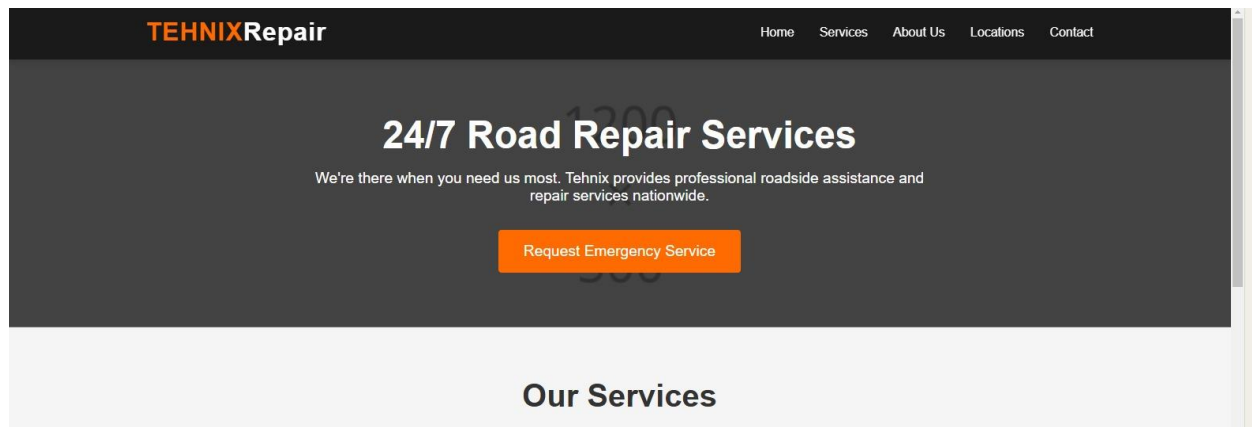 TEHNIXRepair
Home Services About Us Locations Contact
1200
24/7 Road Repair Services
We're there when you need us most. Tehnix provides professional roadside assistance and
repair services nationwide.
Request Emergency Service
Our Services